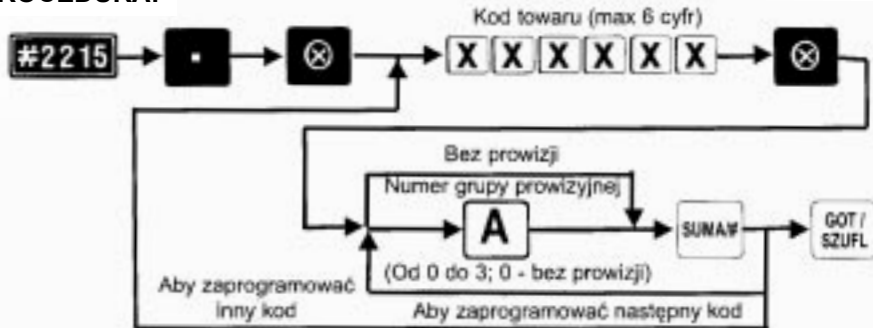 Kod towaru (max 6 cyfr)
#2215 . ⊗ X X X X X X ⊗
Bez prowizji
Numer grupy prowizyjnej
A SUMA/# GOT / SZUFL
(Od 0 do 3; 0 - bez prowizji)
Aby zaprogramować
inny kod
Aby zaprogramować następny kod